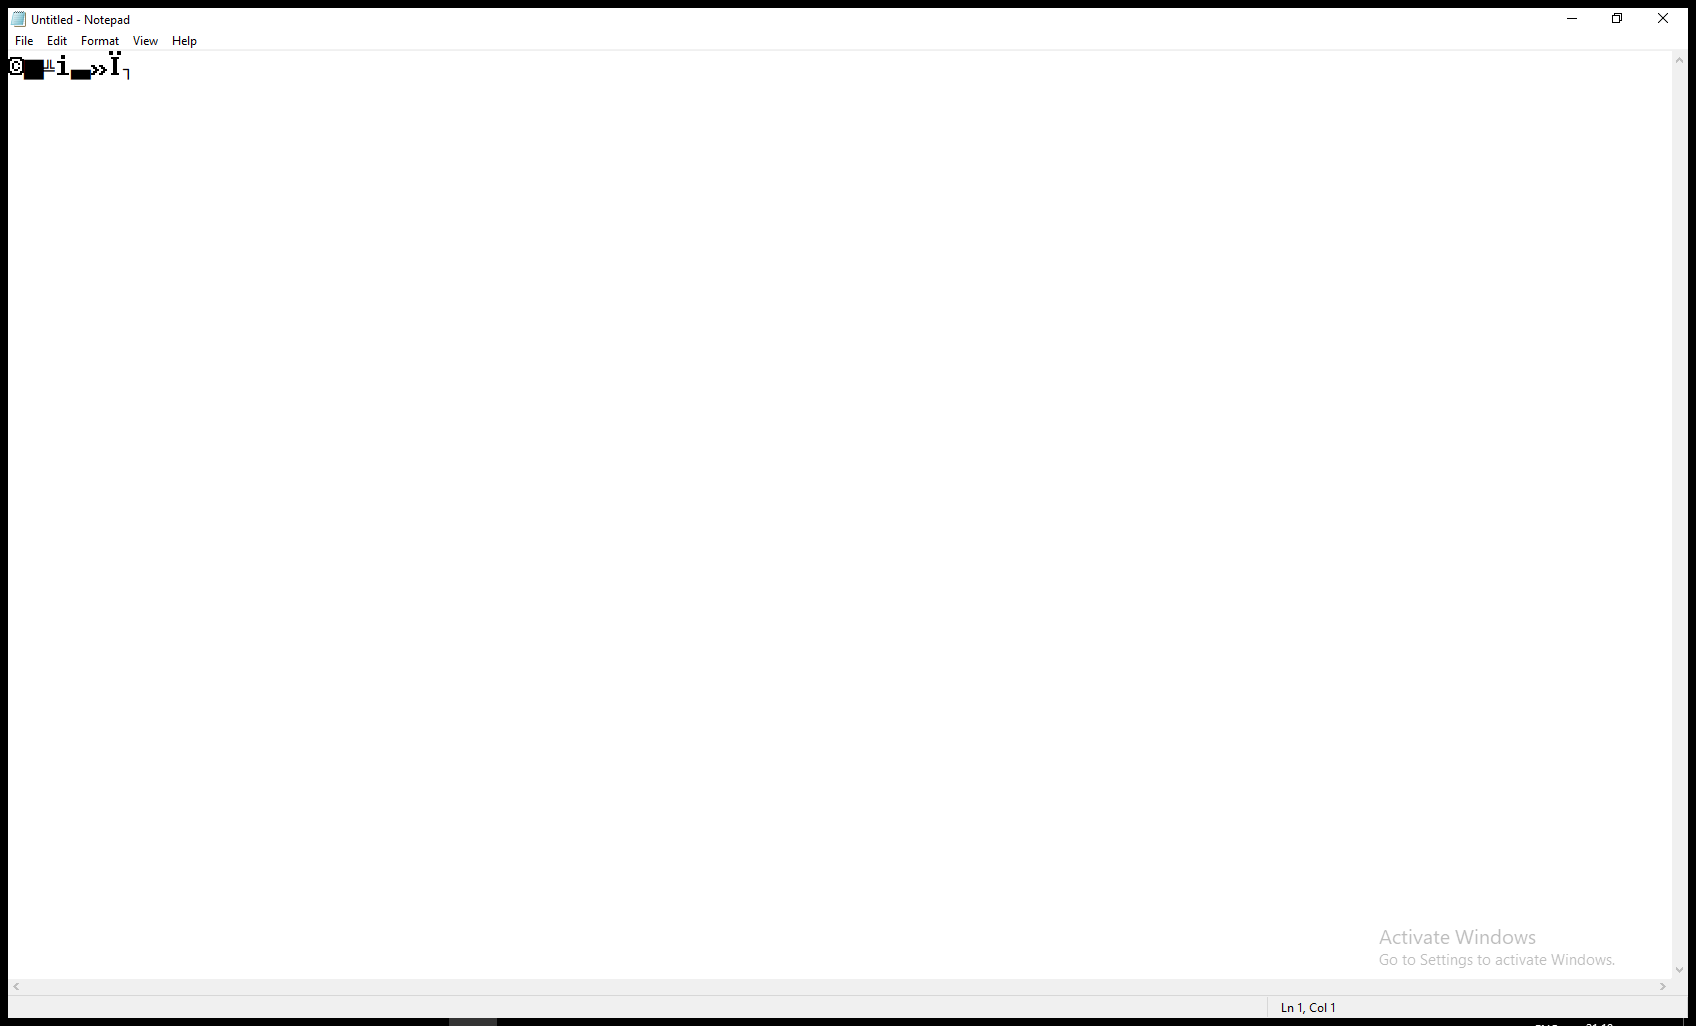 Untitled - Notepad
File Edit Format View Help
Activate Windows
Go to Settings to activate Windows.
Ln 1, Col 1